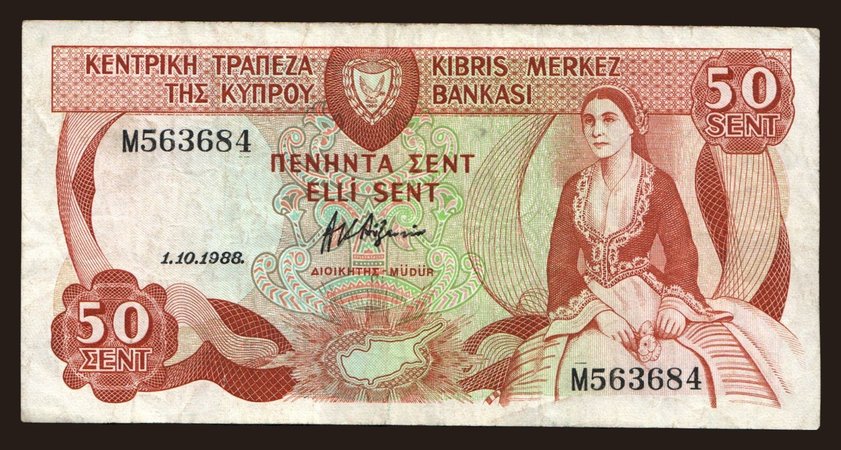 ΚΕΝΤΡΙΚΗ ΤΡΑΠΕΖΑ
ΤΗΣ ΚΥΠΡΟΥ
KIBRIS MERKEZ
BANKASI
50
SENT
M563684
ΠΕΝΗΝΤΑ ΣΕΝΤ
ELLİ SENT
1.10.1988.
ΔΙΟΙΚΗΤΗΣ - MÜDÜR
50
ΣΕΝΤ
M563684